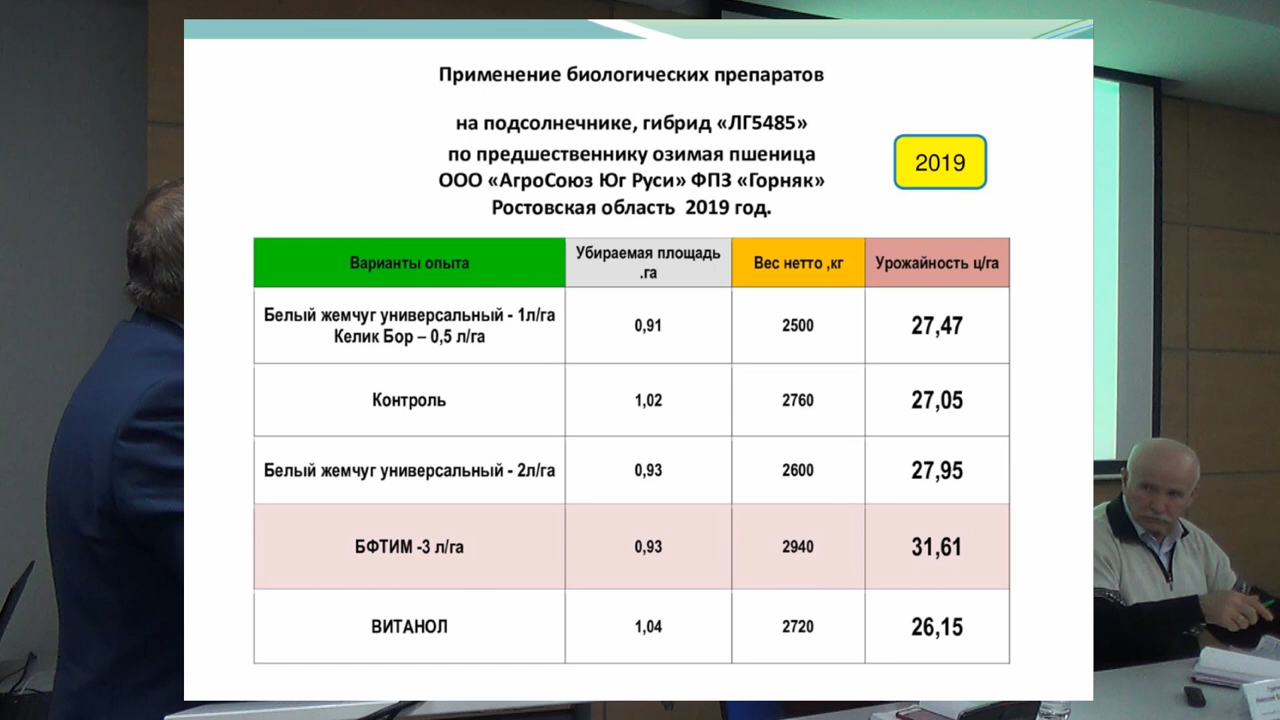 Применение биологических препаратов
на подсолнечнике, гибрид «ЛГ5485»
по предшественнику озимая пшеница
ООО «АгроСоюз Юг Руси» ФПЗ «Горняк»
Ростовская область 2019 год.
2019
Варианты опыта
Убираемая площадь
.га
Вес нетто ,кг
Урожайность ц/га
Белый жемчуг универсальный - 1л/га
Келик Бор – 0,5 л/га
0,91
2500
27,47
Контроль
1,02
2760
27,05
Белый жемчуг универсальный - 2л/га
0,93
2600
27,95
БФТИМ -3 л/га
0,93
2940
31,61
ВИТАНОЛ
1,04
2720
26,15